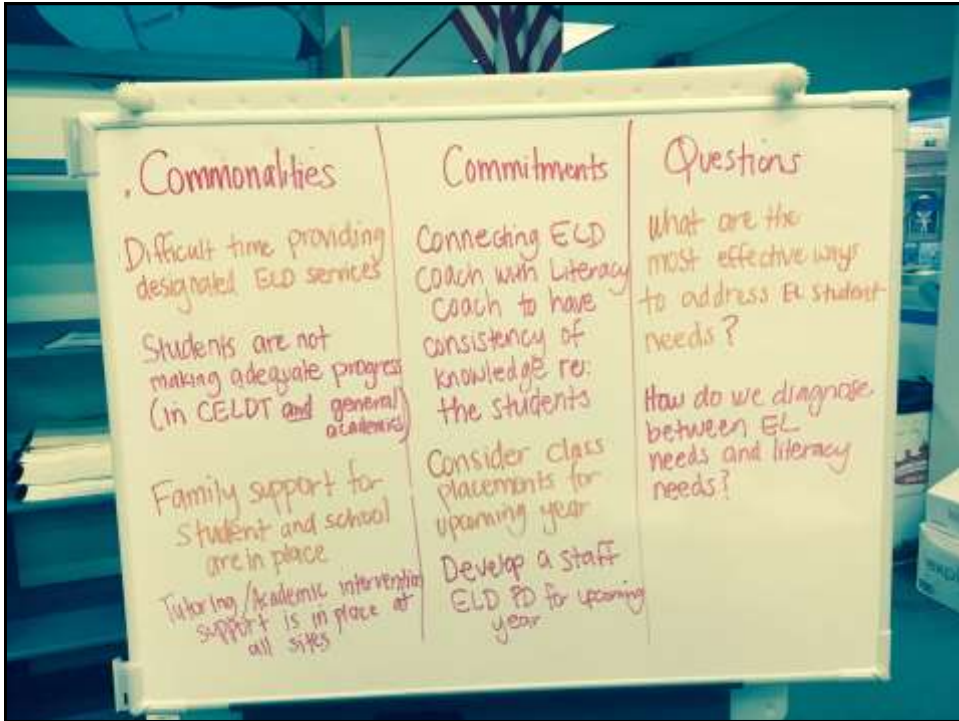 Commonalities
Difficult time providing
designated ELD services
Students are not
making adequate progress
(in CELDT and general
academics)
Family support for
student and school
are in place
Tutoring/Academic intervention
support is in place at
all sites
Commitments
Connecting ELD
Coach with Literacy
Coach to have
consistency of
knowledge re:
the students
Consider class
placements for
upcoming year
Develop a staff
ELD PD for upcoming
year
Questions
What are the
most effective ways
to address EL student
needs?
How do we diagnose
between EL
needs and literacy
needs?